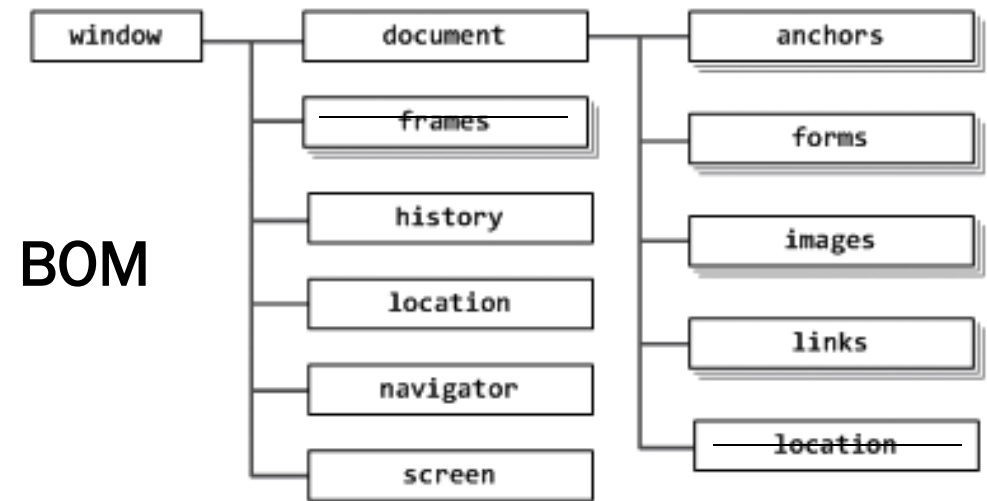 window
document
anchors
frames
forms
history
images
BOM
location
links
navigator
location
screen